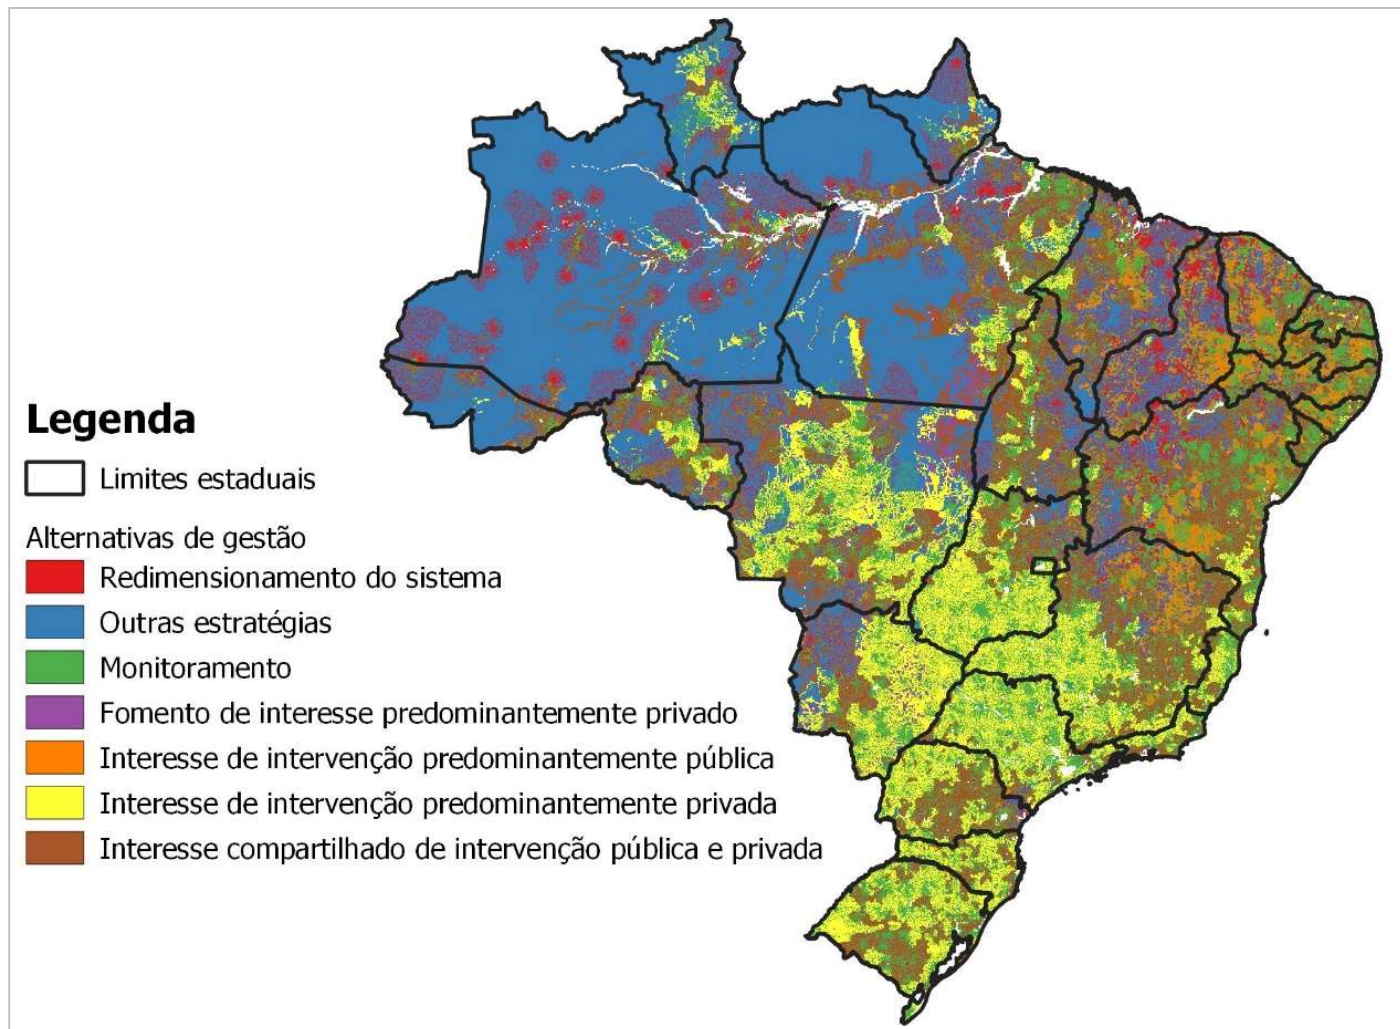 Legenda
Limites estaduais
Alternativas de gestão
Redimensionamento do sistema
Outras estratégias
Monitoramento
Fomento de interesse predominantemente privado
Interesse de intervenção predominantemente pública
Interesse de intervenção predominantemente privada
Interesse compartilhado de intervenção pública e privada